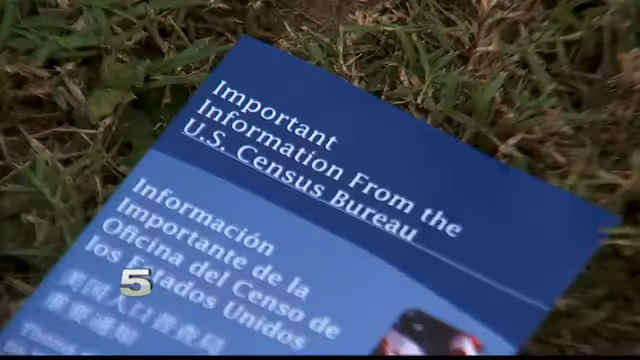 Important
Information From the
U.S. Census Bureau
Información
Importante de la
Oficina del Censo de
los Estados Unidos
5